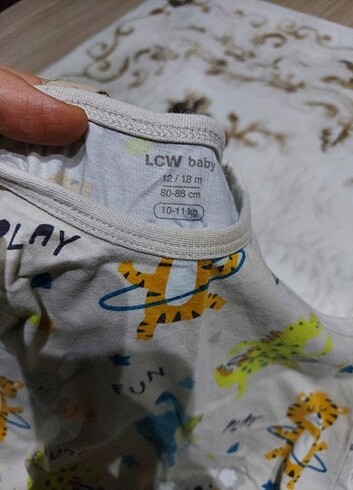 LCW baby
12 / 18 m
80-86 cm
10-11 kg
PLAY
FUN